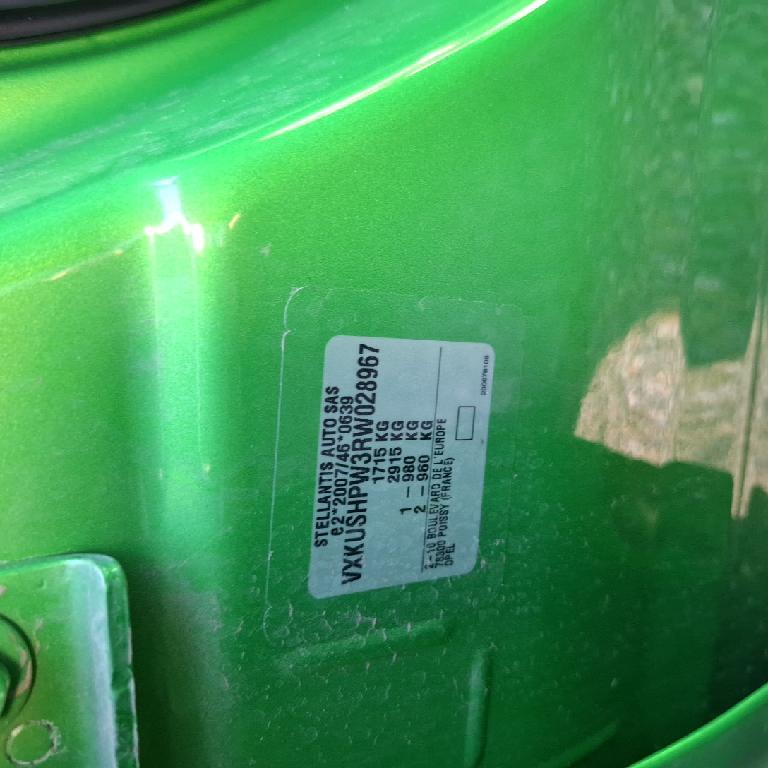 STELLANTIS AUTO SAS
e2*2007/46*0639
VXKUSHPW3RW028967
1715 KG
2915 KG
1 - 980 KG
2 - 960 KG
2-10 BOULEVARD DE L'EUROPE
78300 POISSY (FRANCE)
OPEL